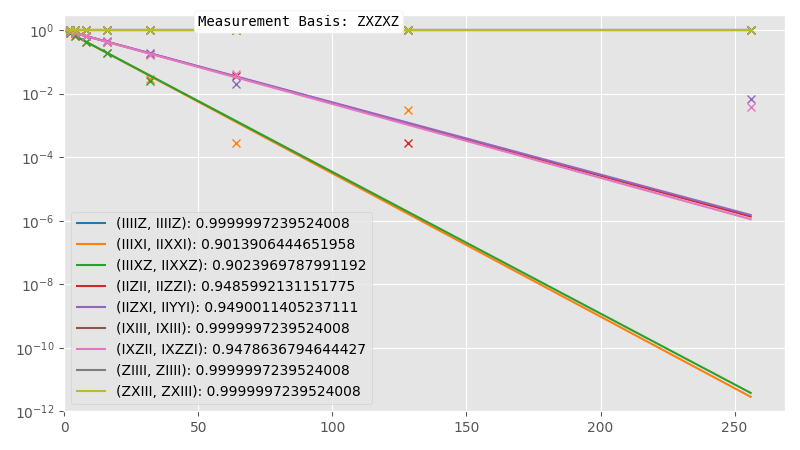 Measurement Basis: ZXZXZ
10^0
10^-2
10^-4
10^-6
10^-8
10^-10
10^-12
(IIIIZ, IIIIZ): 0.9999997239524008
(IIIXI, IIXXI): 0.9013906444651958
(IIIXZ, IIXXZ): 0.9023969787991192
(IIZII, IIZZI): 0.9485992131151775
(IIZXI, IIYYI): 0.9490011405237111
(IXIII, IXIII): 0.9999997239524008
(IXZII, IXZZI): 0.9478636794644427
(ZIIII, ZIIII): 0.9999997239524008
(ZXIII, ZXIII): 0.9999997239524008
0 50 100 150 200 250